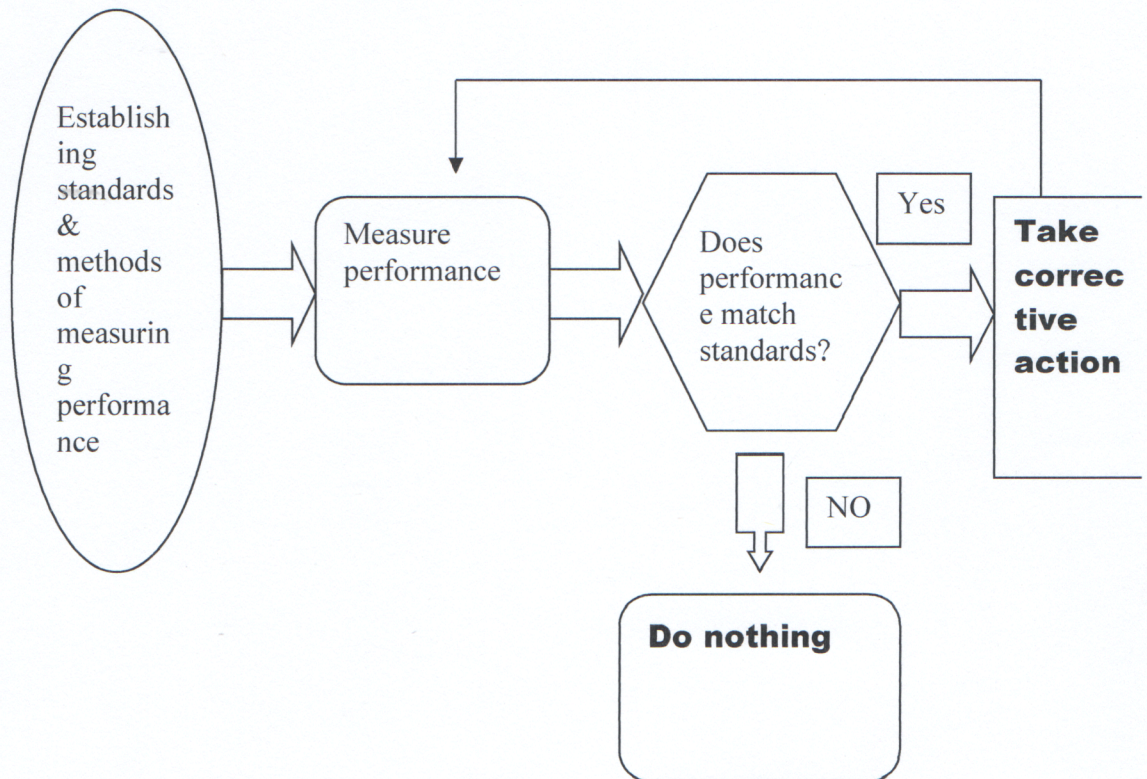 Establish
ing
standards
&
methods
of
measurin
g
performa
nce
Measure
performance
Does
performanc
e match
standards?
Yes
Take
correc
tive
action
NO
Do nothing